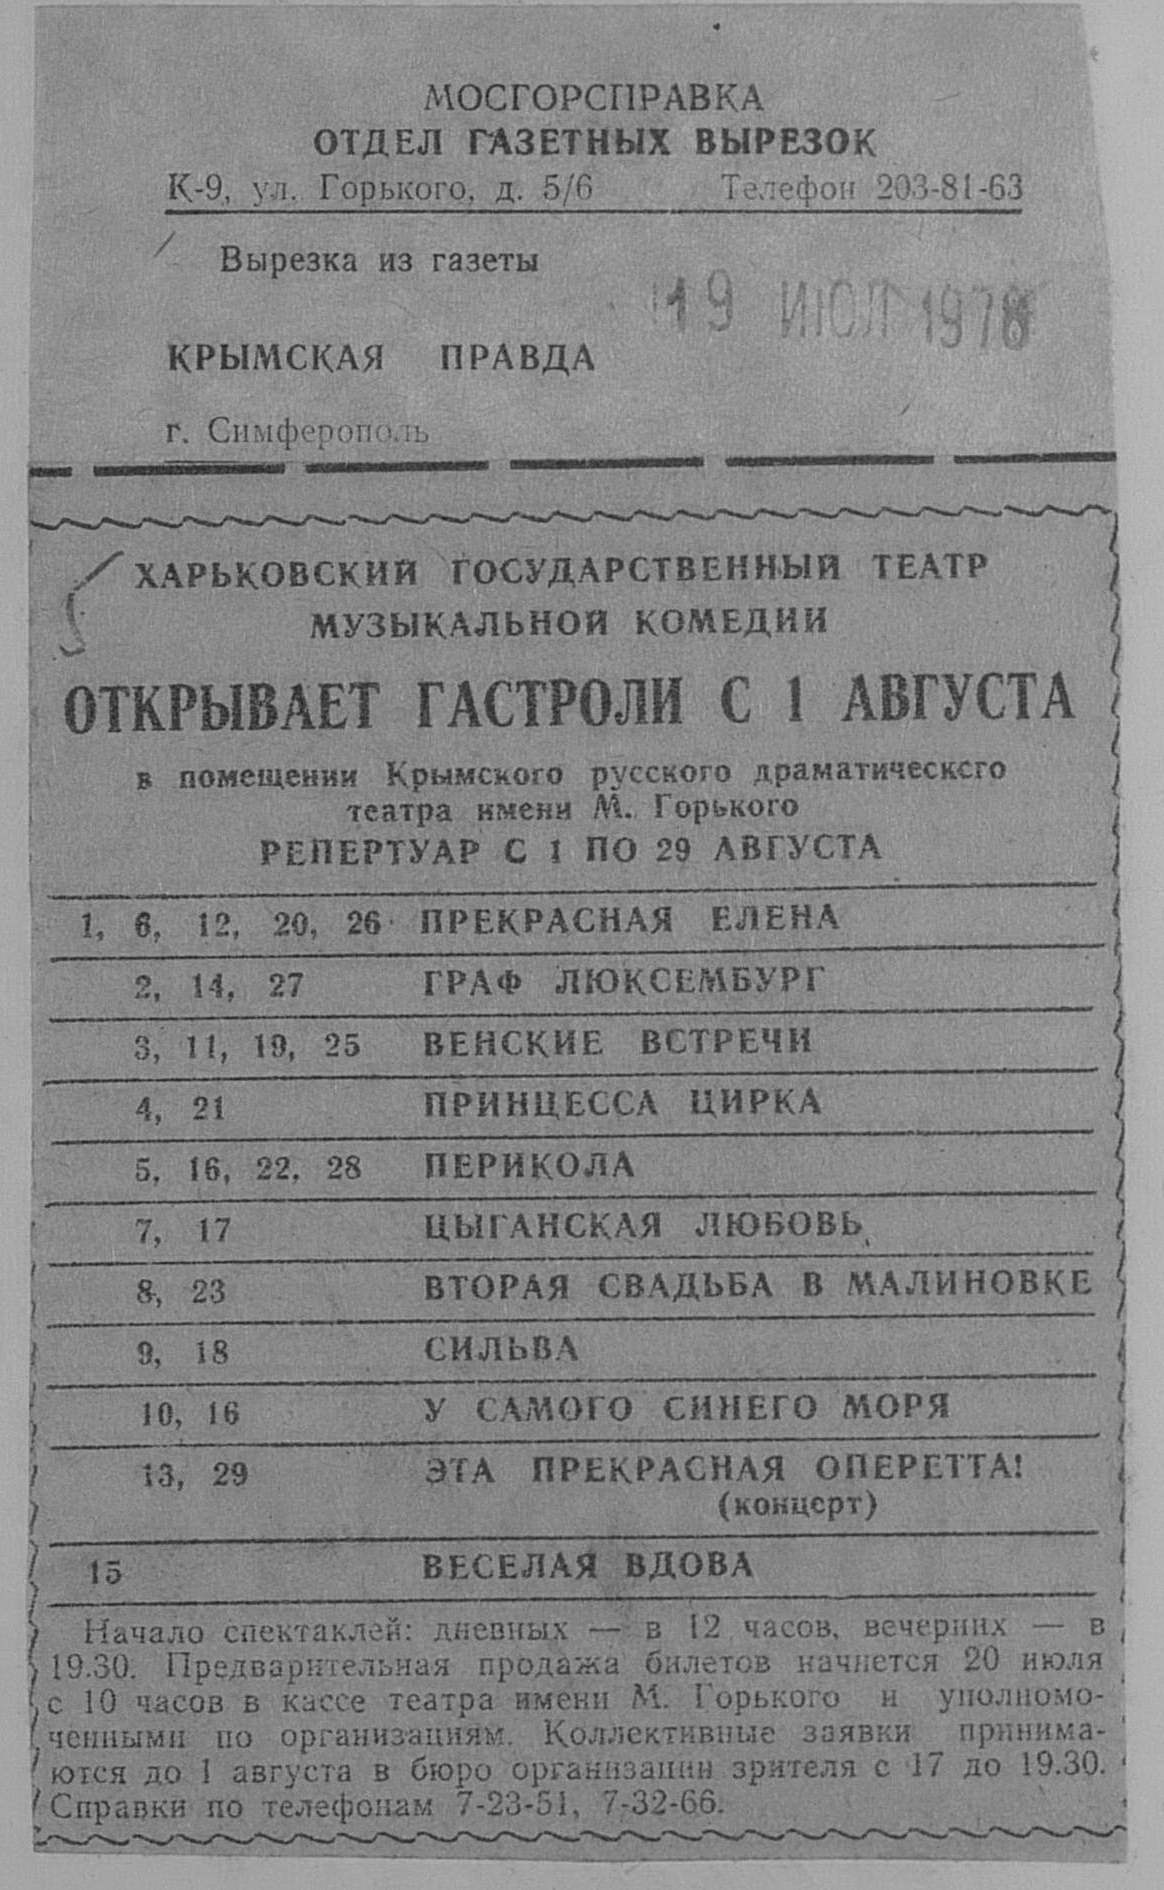 МОСГОРСПРАВКА
ОТДЕЛ ГАЗЕТНЫХ ВЫРЕЗОК
К-9, ул. Горького, д. 5/6 Телефон 203-81-63
Вырезка из газеты
19 ИЮЛ 1978
КРЫМСКАЯ ПРАВДА
г. Симферополь
ХАРЬКОВСКИЙ ГОСУДАРСТВЕННЫЙ ТЕАТР
МУЗЫКАЛЬНОЙ КОМЕДИИ
ОТКРЫВАЕТ ГАСТРОЛИ С 1 АВГУСТА
в помещении Крымского русского драматического
театра имени М. Горького
РЕПЕРТУАР С 1 ПО 29 АВГУСТА
1, 6, 12, 20, 26 ПРЕКРАСНАЯ ЕЛЕНА
2, 14, 27 ГРАФ ЛЮКСЕМБУРГ
3, 11, 19, 25 ВЕНСКИЕ ВСТРЕЧИ
4, 21 ПРИНЦЕССА ЦИРКА
5, 16, 22, 28 ПЕРИКОЛА
7, 17 ЦЫГАНСКАЯ ЛЮБОВЬ
8, 23 ВТОРАЯ СВАДЬБА В МАЛИНОВКЕ
9, 18 СИЛЬВА
10, 16 У САМОГО СИНЕГО МОРЯ
13, 29 ЭТА ПРЕКРАСНАЯ ОПЕРЕТТА!
(концерт)
15 ВЕСЕЛАЯ ВДОВА
Начало спектаклей: дневных — в 12 часов, вечерних — в
19.30. Предварительная продажа билетов начнется 20 июля
с 10 часов в кассе театра имени М. Горького и уполномо-
ченными по организациям. Коллективные заявки принима-
ются до 1 августа в бюро организации зрителя с 17 до 19.30.
Справки по телефонам 7-23-51, 7-32-66.